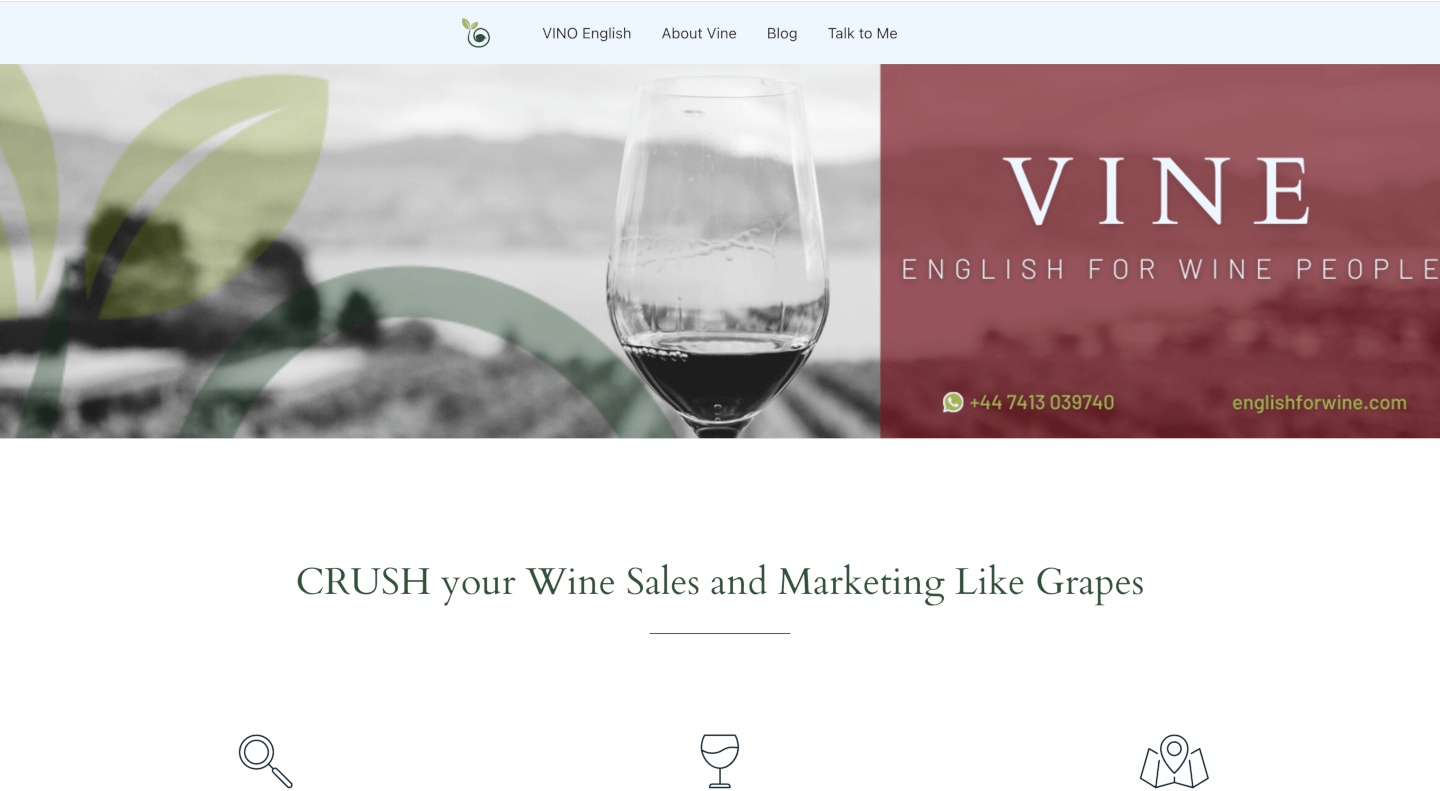 VINO English About Vine Blog Talk to Me
VINE
ENGLISH FOR WINE PEOPLE
+44 7413 039740 englishforwine.com
CRUSH your Wine Sales and Marketing Like Grapes